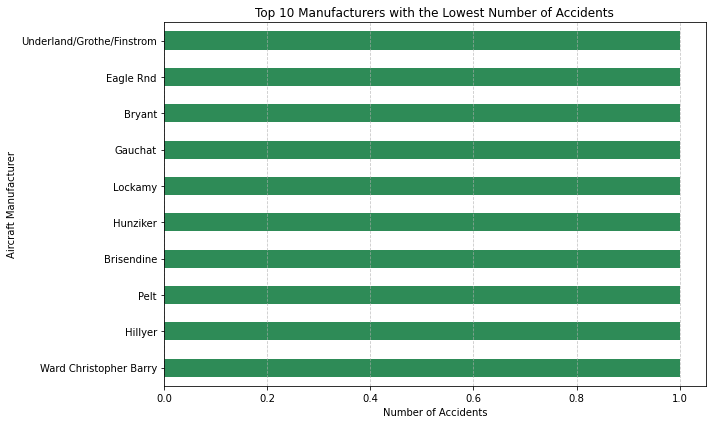 Top 10 Manufacturers with the Lowest Number of Accidents
Aircraft Manufacturer
Underland/Grothe/Finstrom
Eagle Rnd
Bryant
Gauchat
Lockamy
Hunziker
Brisendine
Pelt
Hillyer
Ward Christopher Barry
0.0 0.2 0.4 0.6 0.8 1.0
Number of Accidents